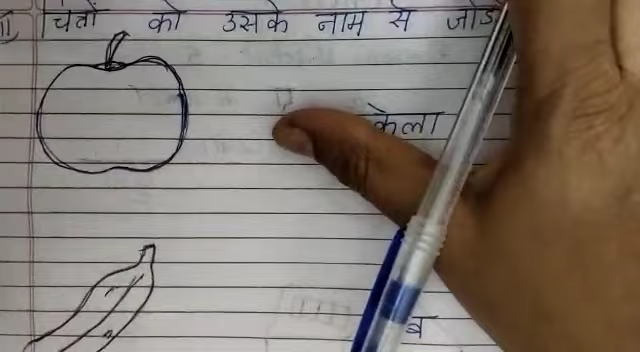 चित्रों को उसके नाम से
केला